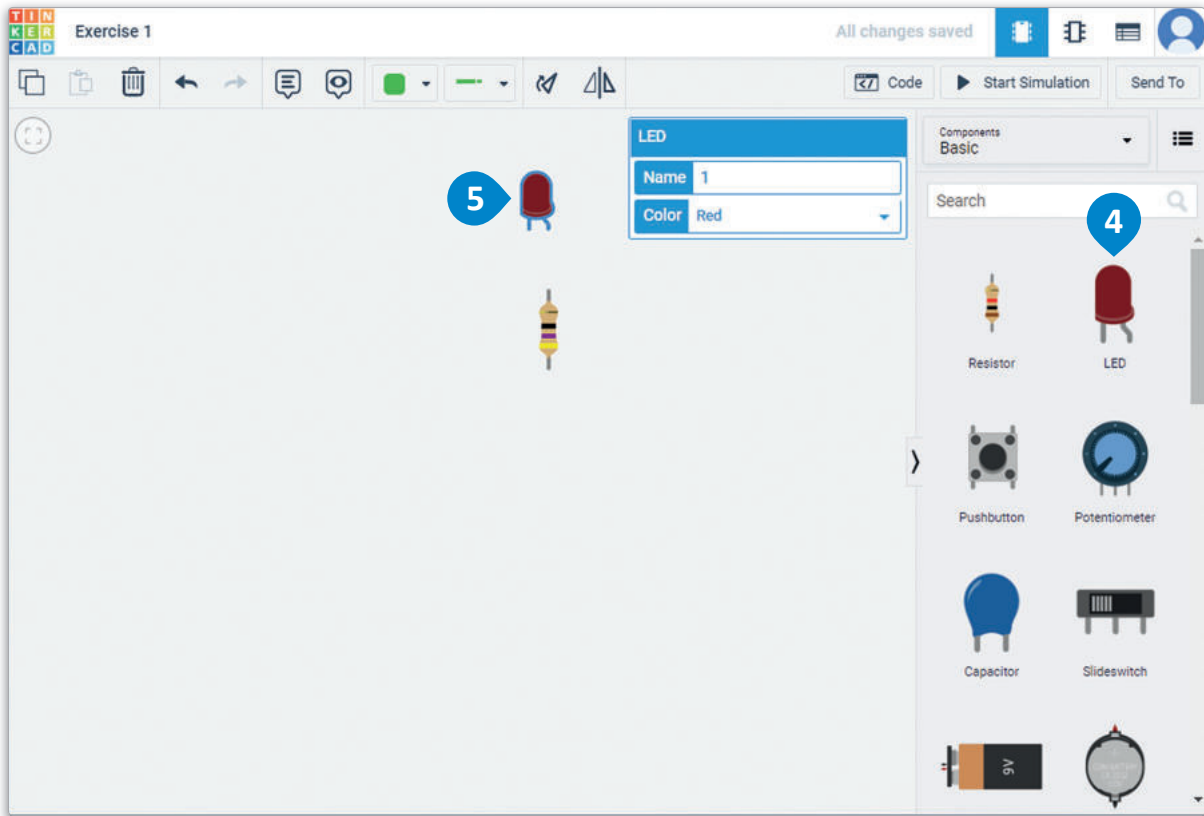 TIN
KER
CAD
Exercise 1
All changes saved
Code
Start Simulation
Send To
LED
Name 1
Color Red
Components
Basic
Search
5
4
Resistor
LED
Pushbutton
Potentiometer
Capacitor
Slideswitch
9V